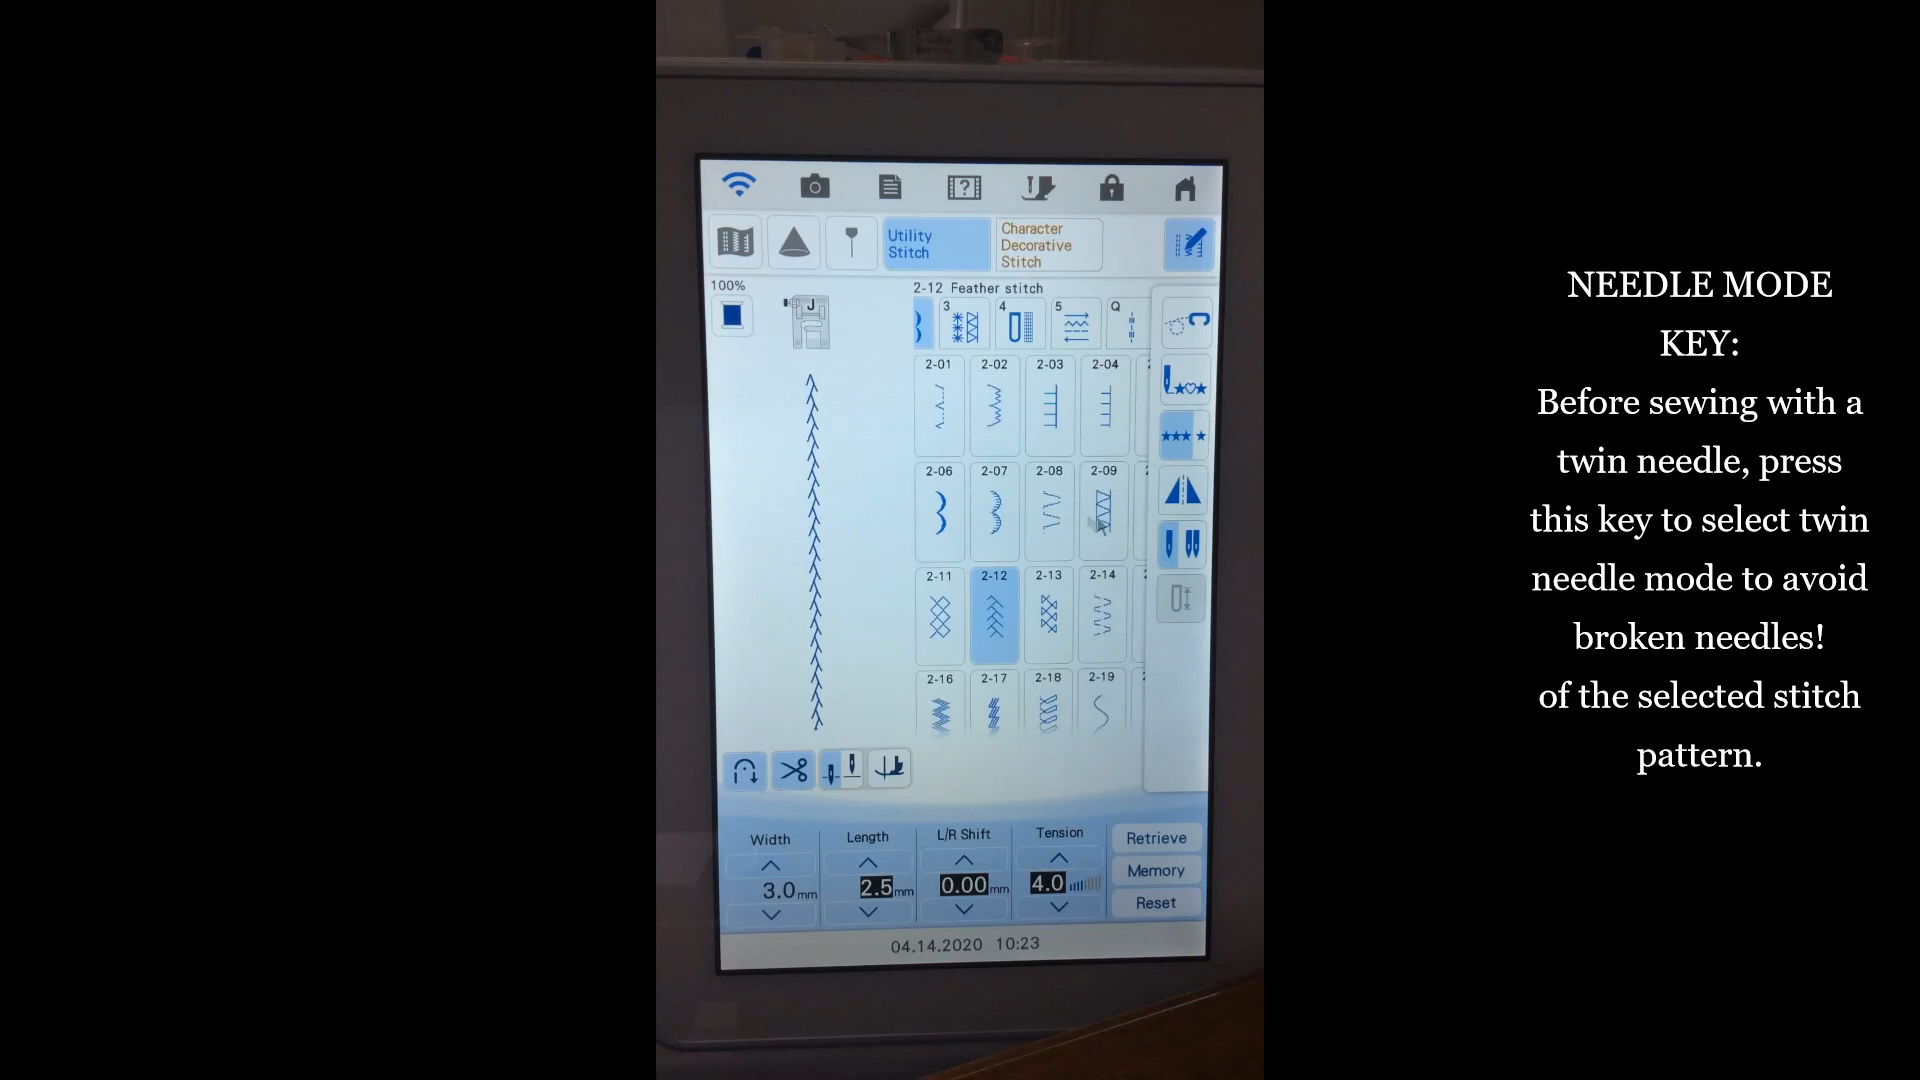 Utility
Stitch
Character
Decorative
Stitch
100%
J
2-12 Feather stitch
3
4
5
Q
2-01
2-02
2-03
2-04
2-06
2-07
2-08
2-09
2-11
2-12
2-13
2-14
2-16
2-17
2-18
2-19
Width
Length
L/R Shift
Tension
3.0mm
2.5mm
0.00mm
4.0
Retrieve
Memory
Reset
04.14.2020 10:23
NEEDLE MODE
KEY:
Before sewing with a
twin needle, press
this key to select twin
needle mode to avoid
broken needles!
of the selected stitch
pattern.